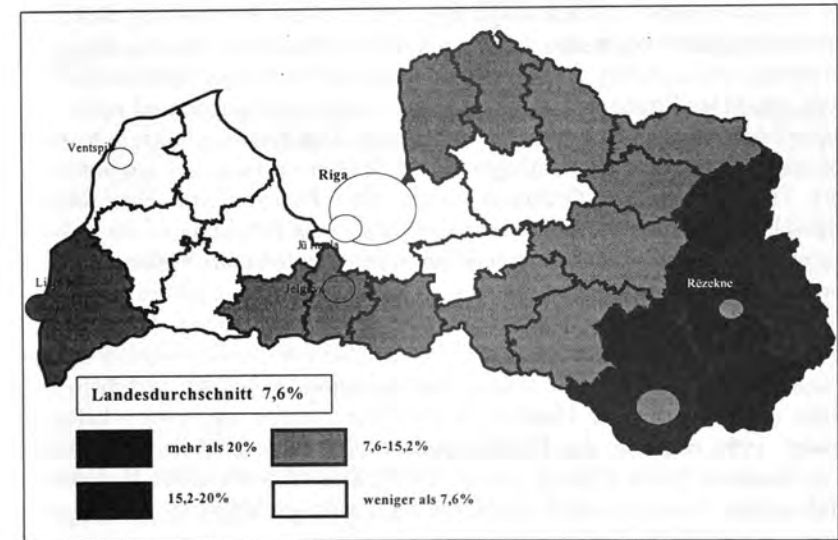 Ventspil
Riga
Jelgava
Rēzekne
Landesdurchschnitt 7,6%
mehr als 20%
7,6-15,2%
15,2-20%
weniger als 7,6%